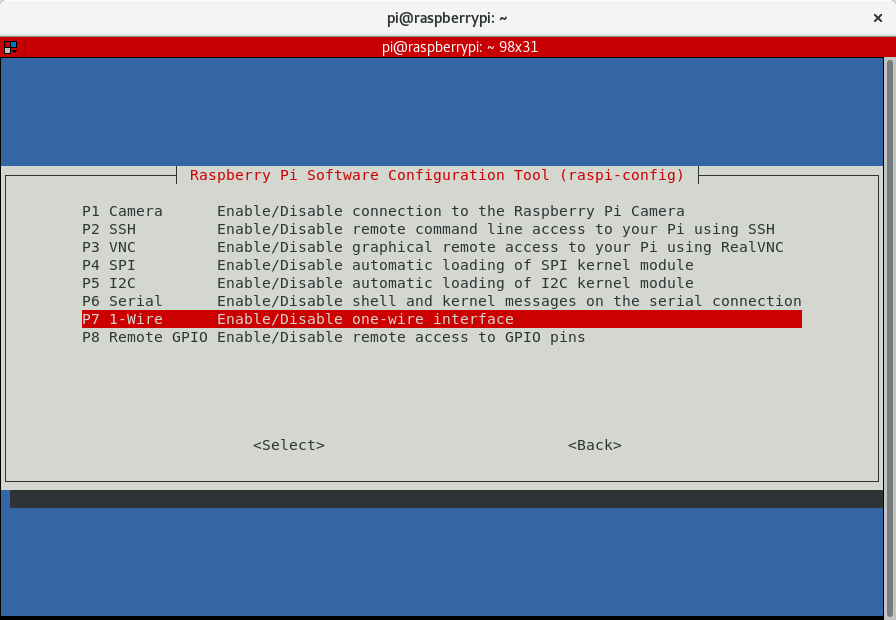 pi@raspberrypi: ~
pi@raspberrypi: ~ 98x31
Raspberry Pi Software Configuration Tool (raspi-config)
P1 Camera Enable/Disable connection to the Raspberry Pi Camera
P2 SSH Enable/Disable remote command line access to your Pi using SSH
P3 VNC Enable/Disable graphical remote access to your Pi using RealVNC
P4 SPI Enable/Disable automatic loading of SPI kernel module
P5 I2C Enable/Disable automatic loading of I2C kernel module
P6 Serial Enable/Disable shell and kernel messages on the serial connection
P7 1-Wire Enable/Disable one-wire interface
P8 Remote GPIO Enable/Disable remote access to GPIO pins
<Select> <Back>